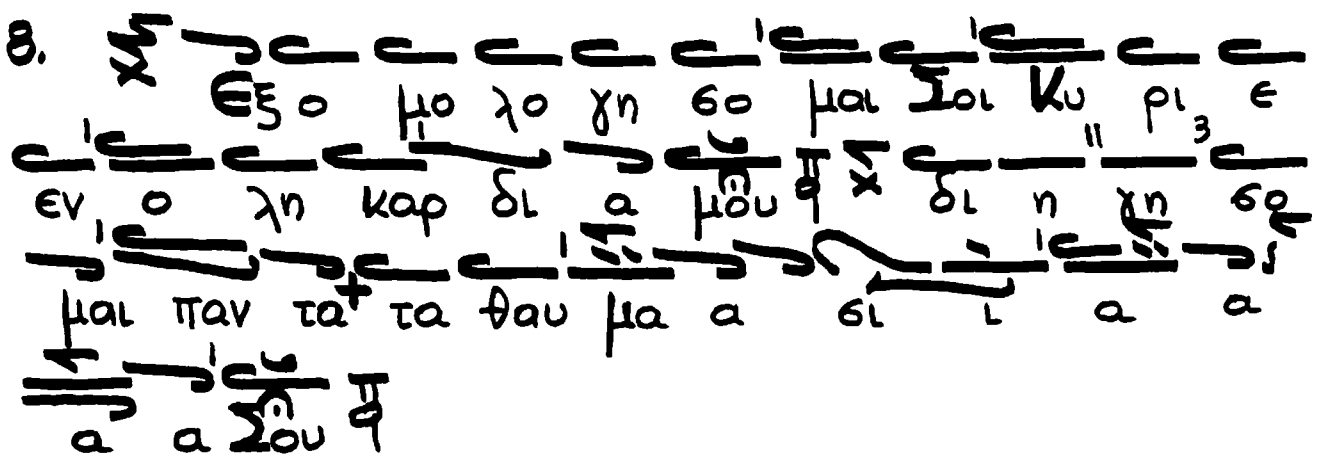 8. Εξο μο λο γη σο μαι Σοι Κυ ρι ε
εν ο λη καρ δι α μου δι η γη σο
μαι παν τα τα θαυ μα α σι ι α α
α α Σου